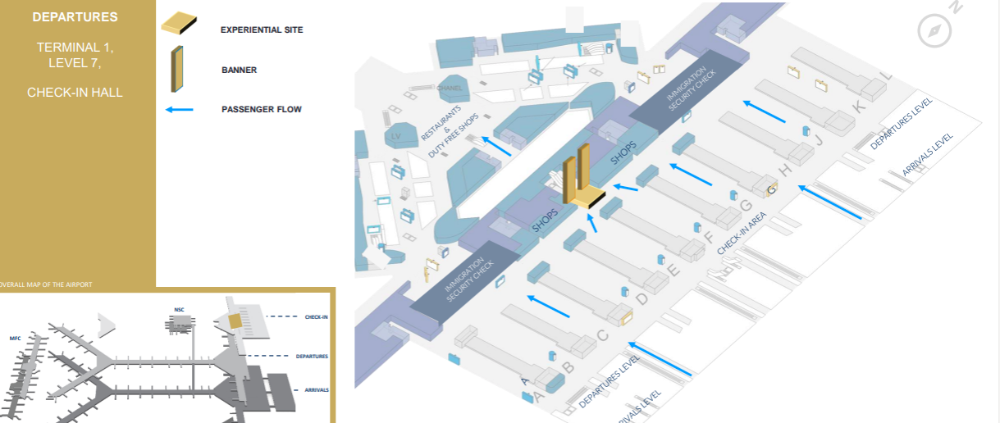 DEPARTURES
TERMINAL 1,
LEVEL 7,
CHECK-IN HALL
EXPERIENTIAL SITE
BANNER
PASSENGER FLOW
OVERALL MAP OF THE AIRPORT
MFC
NSC
CHECK-IN
DEPARTURES
ARRIVALS
N
CHANEL
LV
RESTAURANTS
&
DUTY FREE SHOPS
IMMIGRATION
SECURITY CHECK
SHOPS
SHOPS
IMMIGRATION
SECURITY CHECK
L
K
J
H
G
G
F
E
D
C
B
A
A
CHECK-IN AREA
DEPARTURES LEVEL
ARRIVALS LEVEL
DEPARTURES LEVEL
RIVALS LEVEL